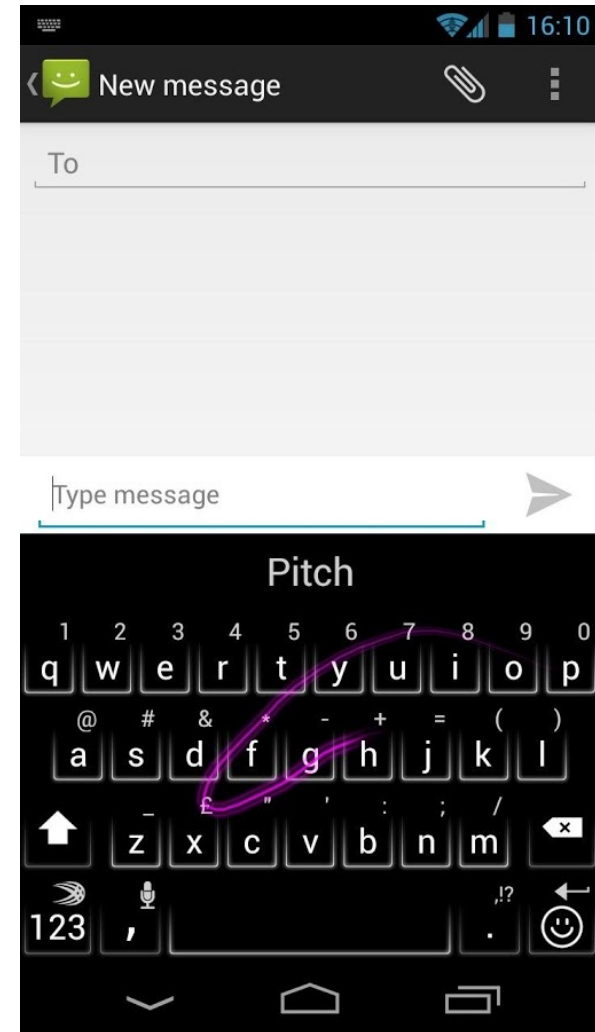 16:10
New message
To
Type message
Pitch
1 2 3 4 5 6 7 8 9 0
q w e r t y u i o p
@ # & * - + = ( )
a s d f g h j k l
_ £ " ' : ; /
z x c v b n m
,!?
123 , .